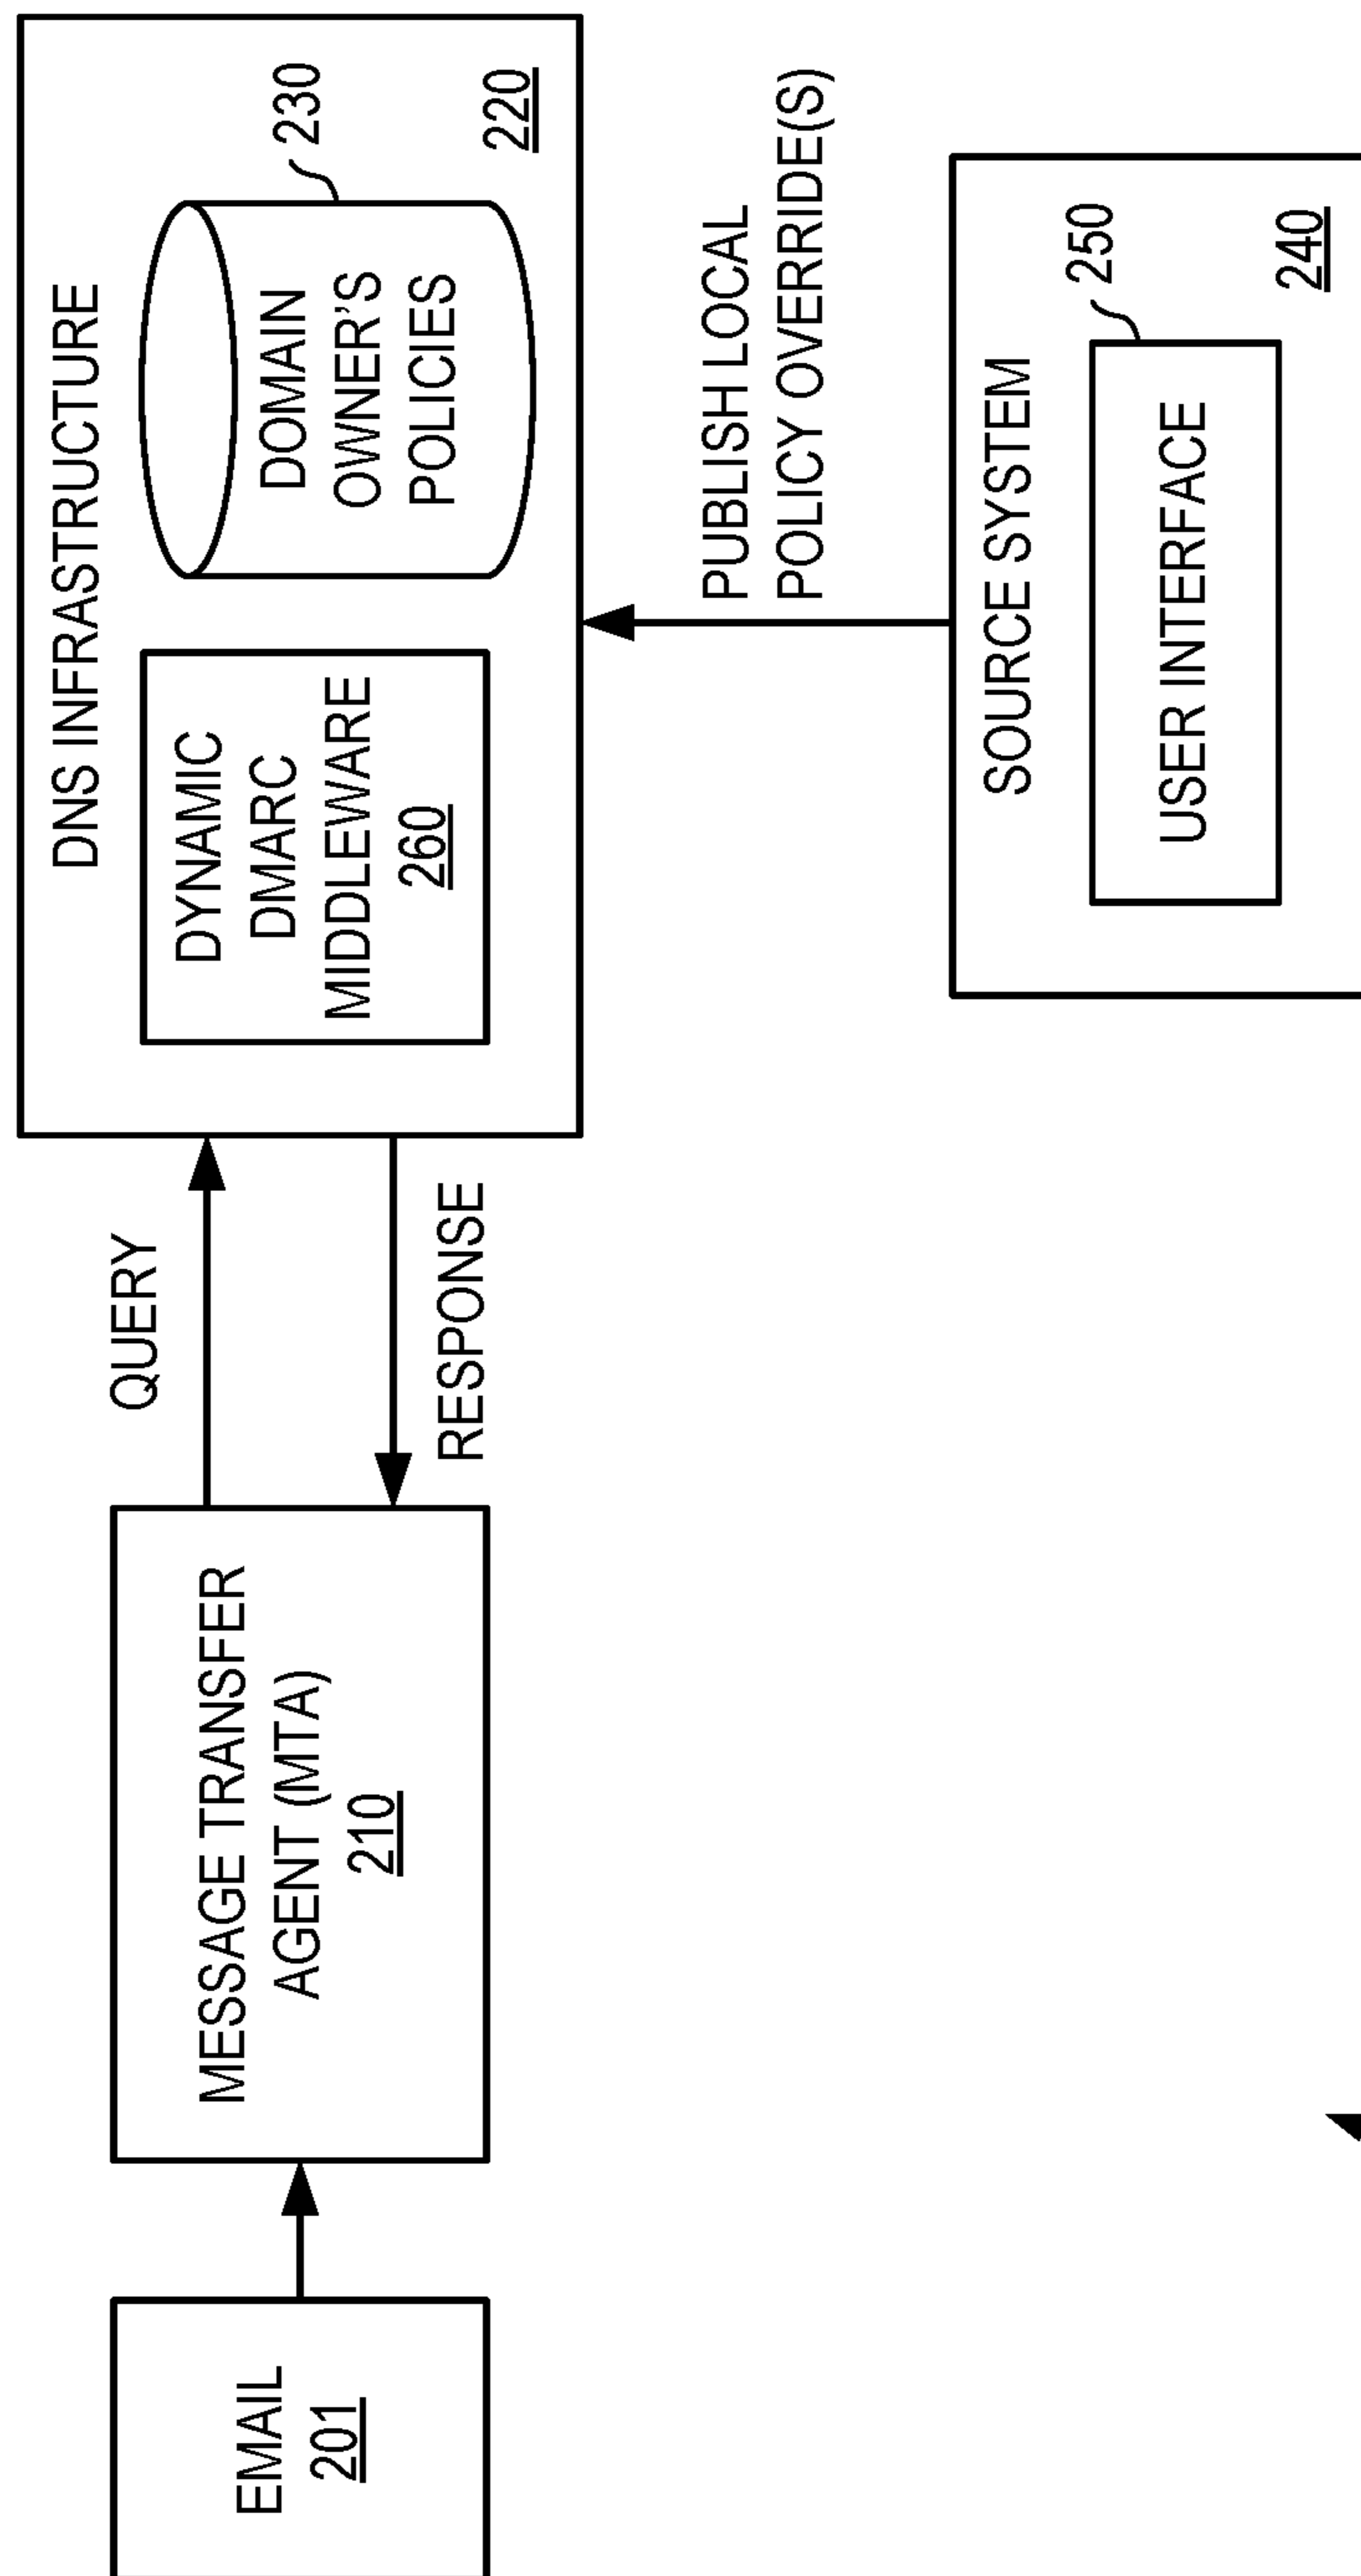 EMAIL
201
MESSAGE TRANSFER
AGENT (MTA)
210
QUERY
RESPONSE
DNS INFRASTRUCTURE
DYNAMIC
DMARC
MIDDLEWARE
260
DOMAIN
OWNER'S
POLICIES
230
220
PUBLISH LOCAL
POLICY OVERRIDE(S)
SOURCE SYSTEM
USER INTERFACE
250
240